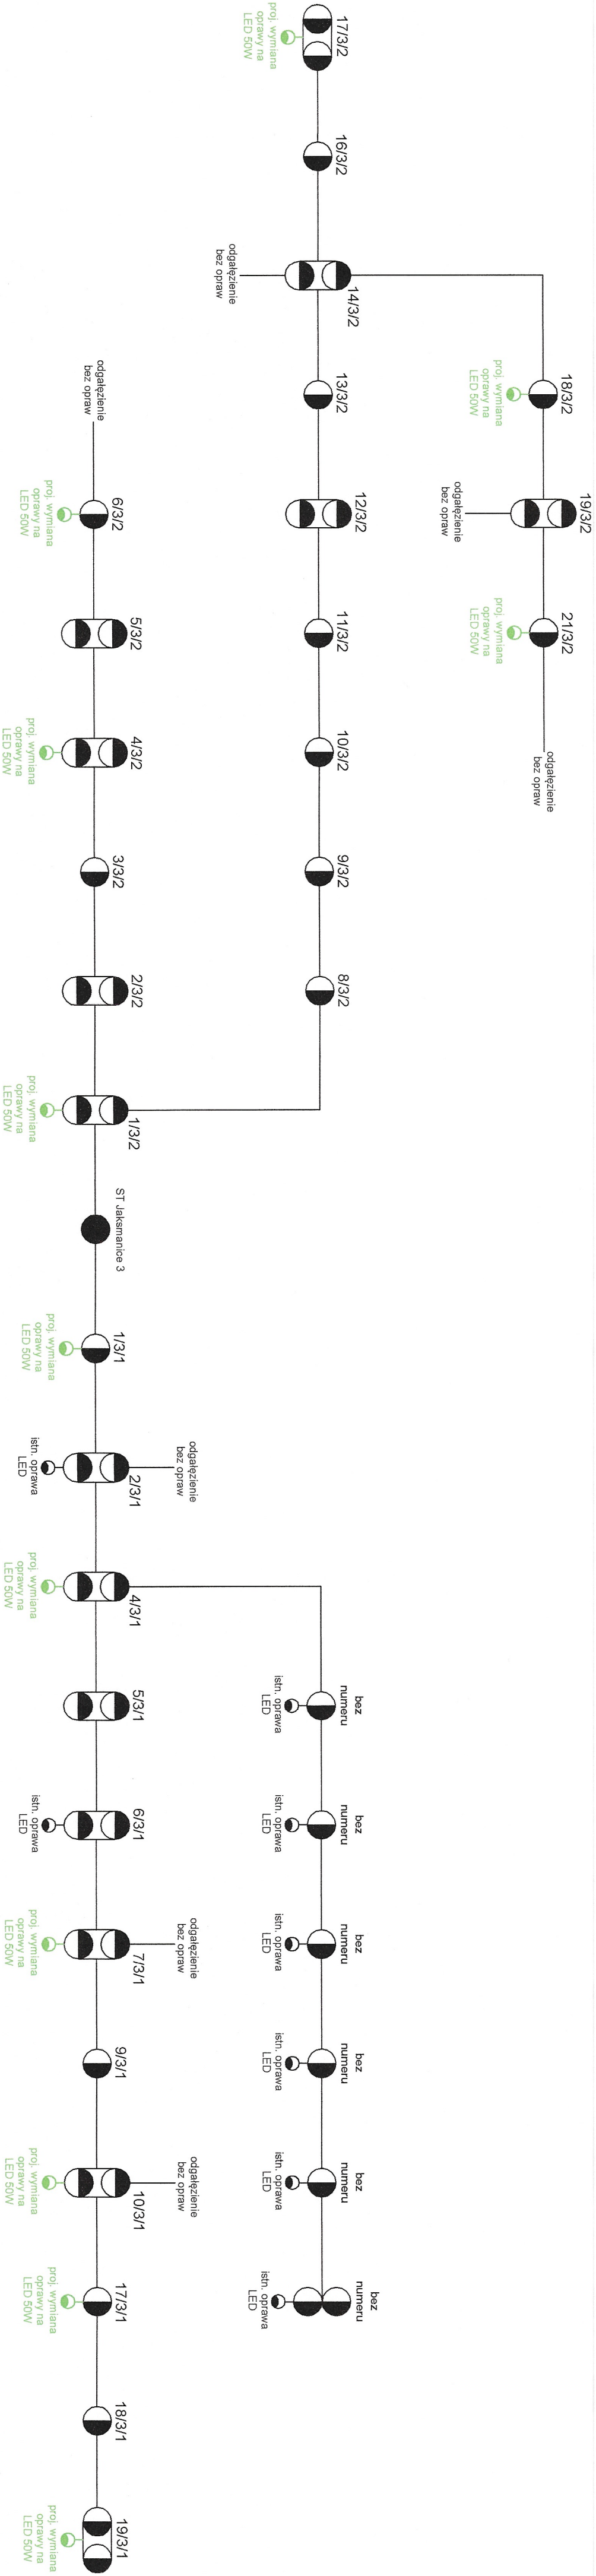 17/3/2
proj. wymiana
oprawy na
LED 50W
16/3/2
14/3/2
odgałęzienie
bez opraw
13/3/2
12/3/2
11/3/2
10/3/2
9/3/2
8/3/2
18/3/2
proj. wymiana
oprawy na
LED 50W
19/3/2
odgałęzienie
bez opraw
21/3/2
proj. wymiana
oprawy na
LED 50W
odgałęzienie
bez opraw
odgałęzienie
bez opraw
6/3/2
proj. wymiana
oprawy na
LED 50W
5/3/2
4/3/2
proj. wymiana
oprawy na
LED 50W
3/3/2
2/3/2
1/3/2
proj. wymiana
oprawy na
LED 50W
ST Jaksmanice 3
1/3/1
proj. wymiana
oprawy na
LED 50W
odgałęzienie
bez opraw
2/3/1
istn. oprawa
LED
4/3/1
proj. wymiana
oprawy na
LED 50W
bez
numeru
istn. oprawa
LED
5/3/1
bez
numeru
istn. oprawa
LED
6/3/1
istn. oprawa
LED
bez
numeru
istn. oprawa
LED
odgałęzienie
bez opraw
7/3/1
proj. wymiana
oprawy na
LED 50W
bez
numeru
istn. oprawa
LED
9/3/1
bez
numeru
istn. oprawa
LED
odgałęzienie
bez opraw
10/3/1
proj. wymiana
oprawy na
LED 50W
bez
numeru
istn. oprawa
LED
17/3/1
proj. wymiana
oprawy na
LED 50W
18/3/1
19/3/1
proj. wymiana
oprawy na
LED 50W